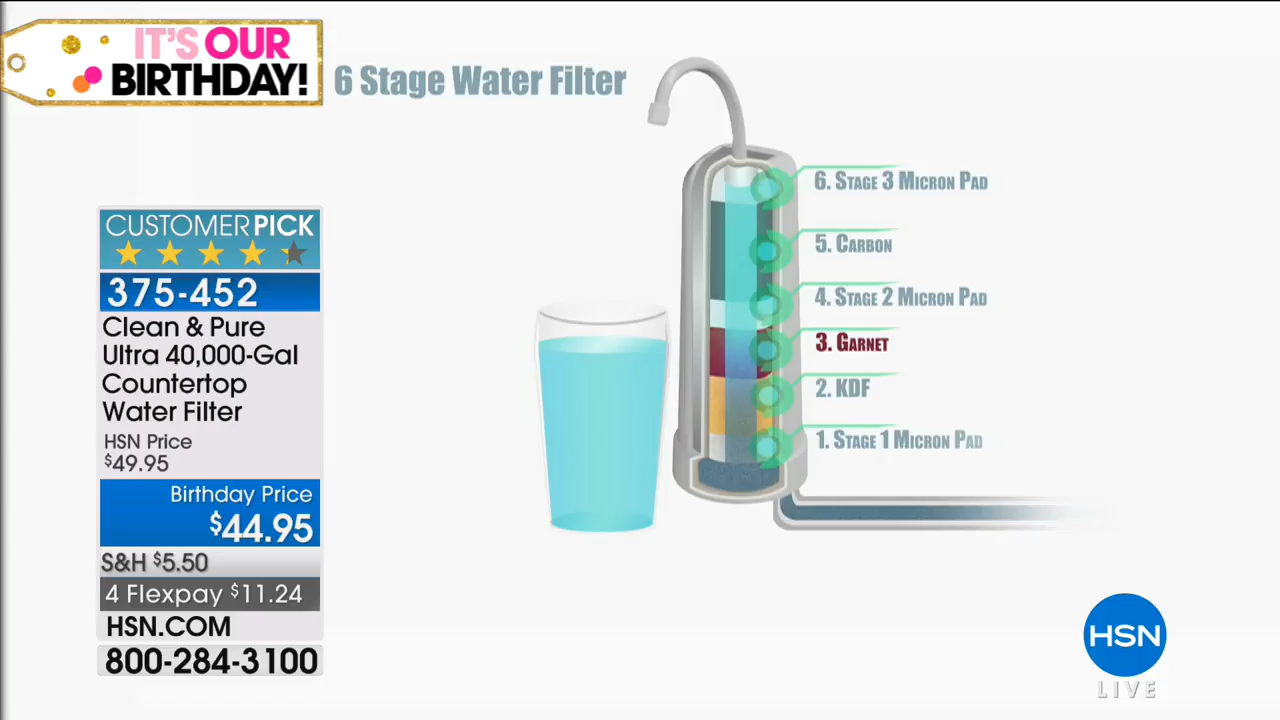 IT'S OUR
BIRTHDAY!
6 Stage Water Filter
CUSTOMER PICK
375-452
Clean & Pure
Ultra 40,000-Gal
Countertop
Water Filter
HSN Price
$49.95
Birthday Price
$44.95
S&H $5.50
4 Flexpay $11.24
HSN.COM
800-284-3100
6. Stage 3 Micron Pad
5. Carbon
4. Stage 2 Micron Pad
3. Garnet
2. KDF
1. Stage 1 Micron Pad
HSN
LIVE